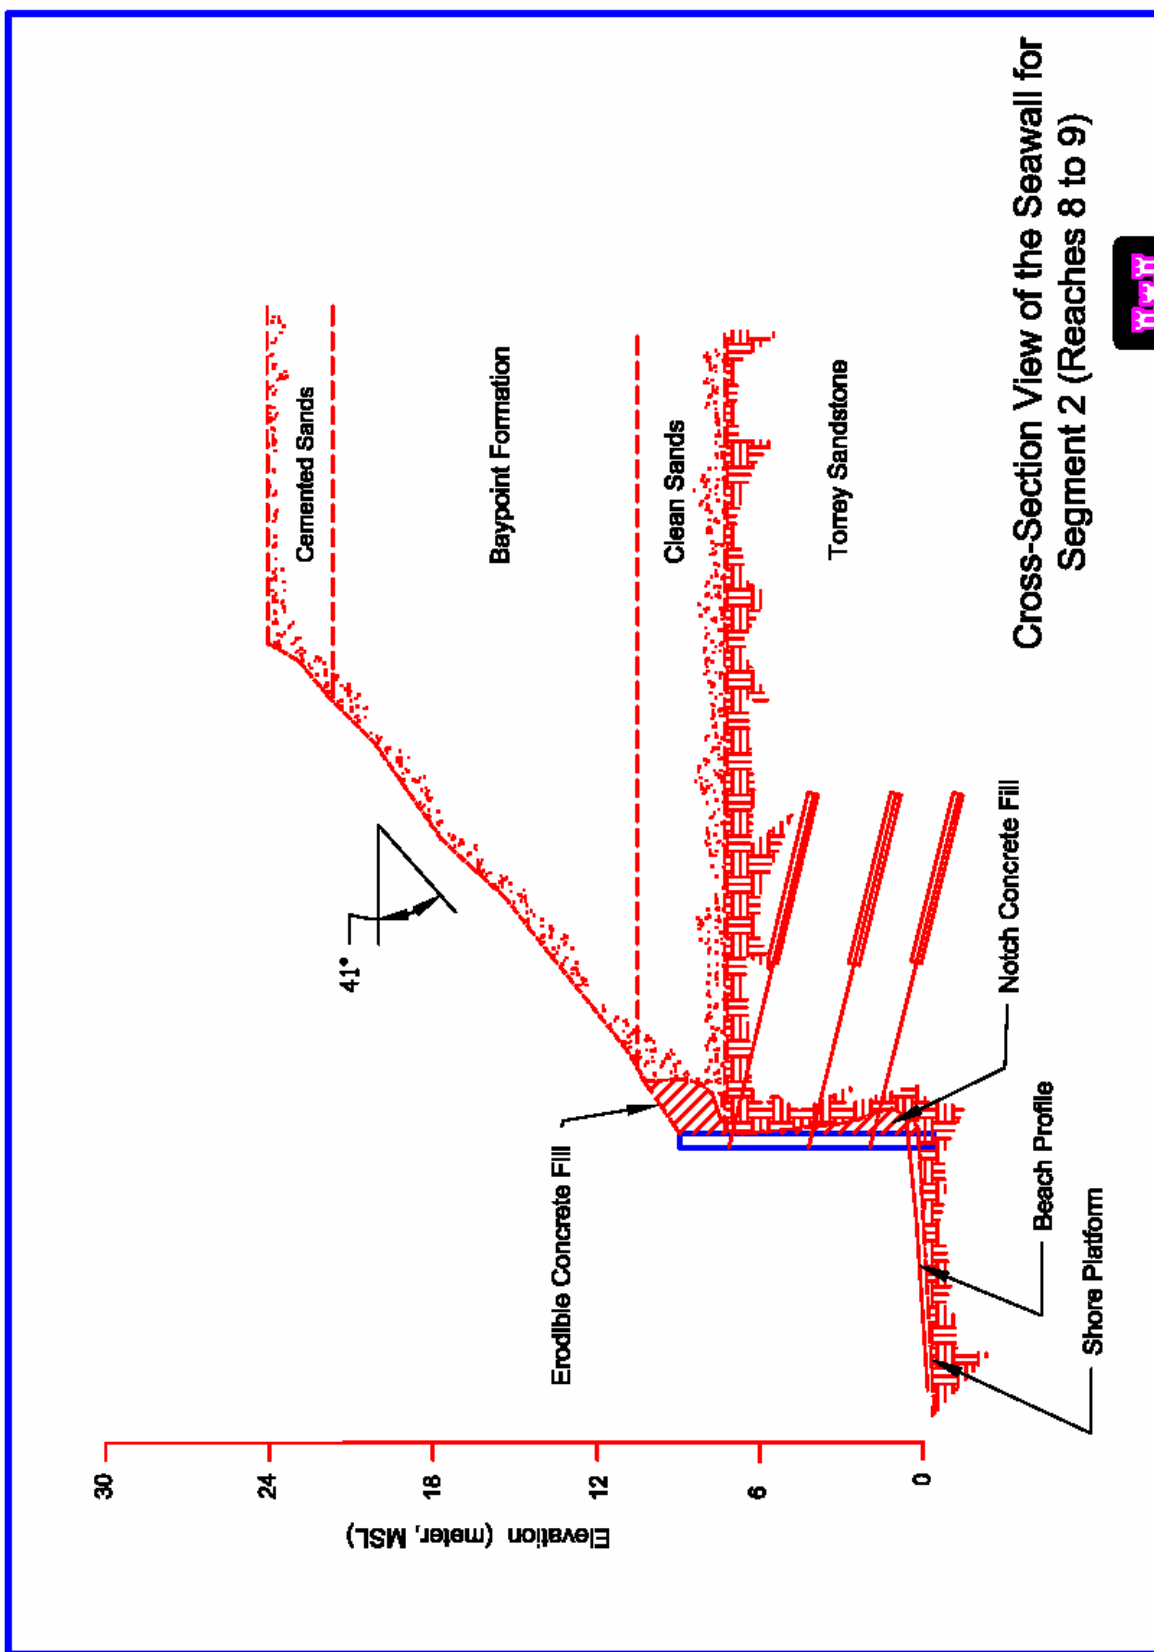 30
24
18
12
6
0
Elevation (meter, MSL)
41°
Cemented Sands
Baypoint Formation
Clean Sands
Torrey Sandstone
Erodible Concrete Fill
Notch Concrete Fill
Beach Profile
Shore Platform
Cross-Section View of the Seawall for
Segment 2 (Reaches 8 to 9)